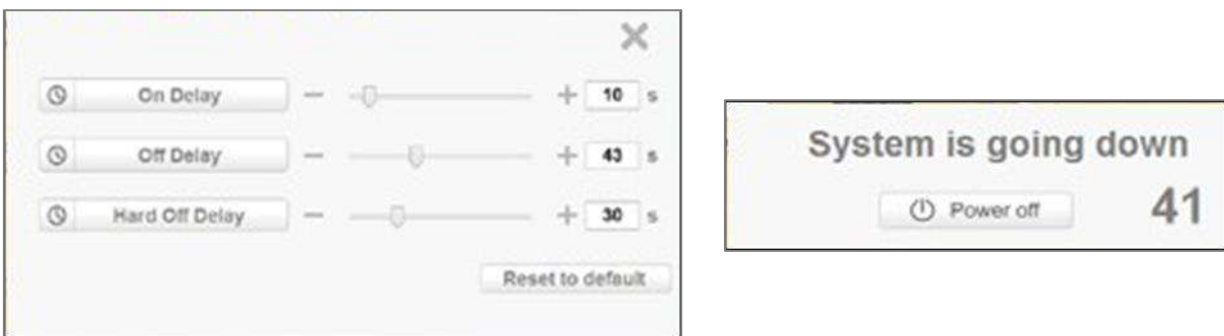 On Delay 10 s
Off Delay 43 s
Hard Off Delay 30 s
Reset to default
System is going down
Power off 41